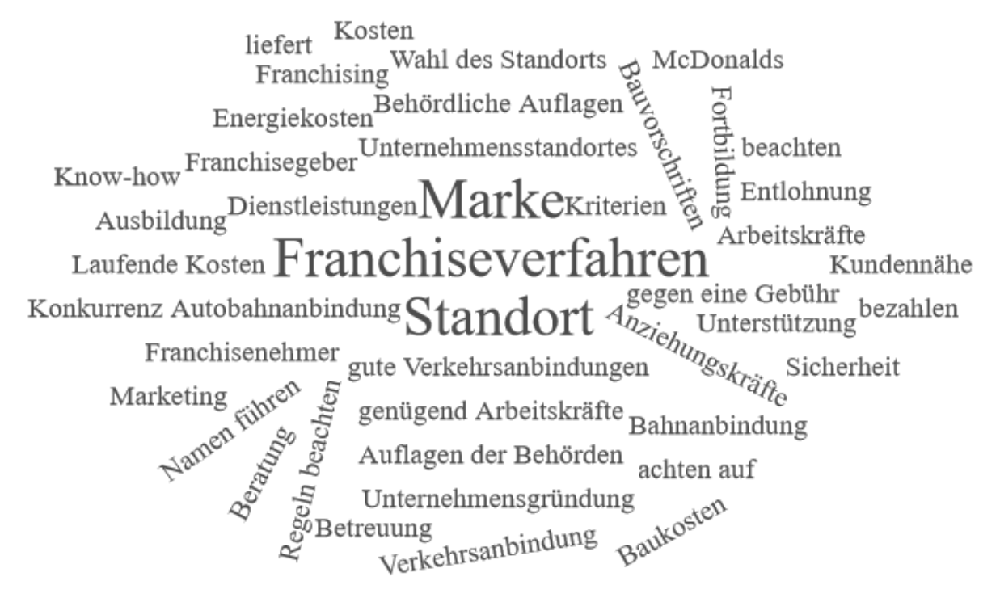 Kosten
liefert
Wahl des Standorts
McDonalds
Franchising
Bauvorschriften
Fortbildung
Behördliche Auflagen
Energiekosten
Unternehmensstandortes
beachten
Franchisegeber
Know-how
Entlohnung
Marke
Dienstleistungen
Kriterien
Ausbildung
Arbeitskräfte
Franchiseverfahren
Laufende Kosten
Kundennähe
gegen eine Gebühr
Konkurrenz
Autobahnanbindung
Standort
bezahlen
Unterstützung
Anziehungskräfte
Franchisenehmer
gute Verkehrsanbindungen
Sicherheit
Marketing
Namen führen
Regeln beachten
genügend Arbeitskräfte
Bahnanbindung
Beratung
Auflagen der Behörden
achten auf
Unternehmensgründung
Betreuung
Baukosten
Verkehrsanbindung